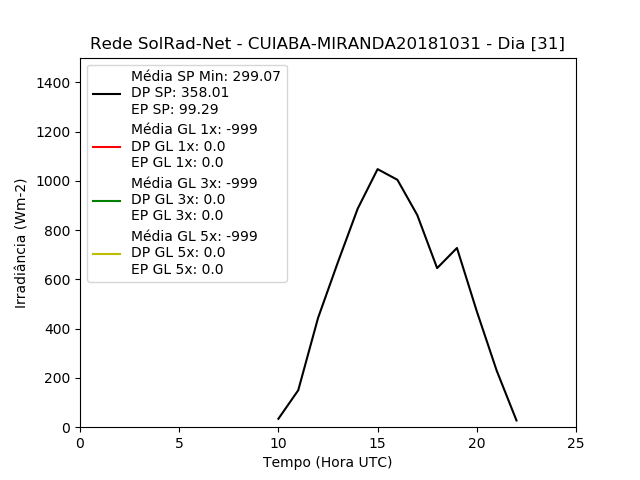 Rede SolRad-Net - CUIABA-MIRANDA20181031 - Dia [31]
Média SP Min: 299.07
DP SP: 358.01
EP SP: 99.29
Média GL 1x: -999
DP GL 1x: 0.0
EP GL 1x: 0.0
Média GL 3x: -999
DP GL 3x: 0.0
EP GL 3x: 0.0
Média GL 5x: -999
DP GL 5x: 0.0
EP GL 5x: 0.0
Irradiância (Wm-2)
1400
1200
1000
800
600
400
200
0
0 5 10 15 20 25
Tempo (Hora UTC)